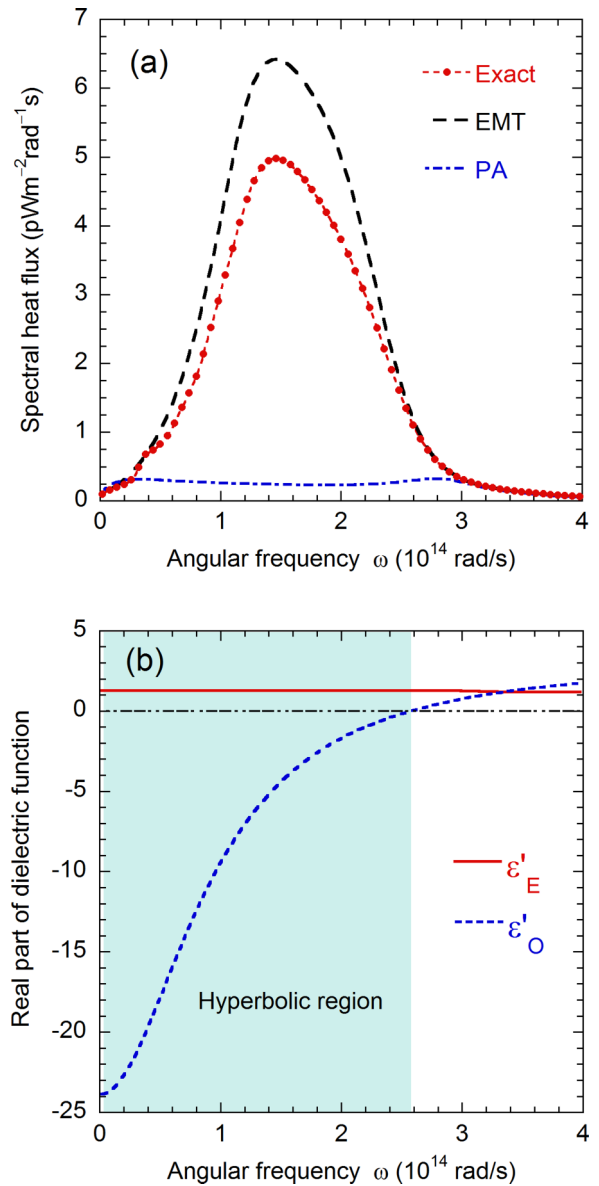 (a)
Exact
EMT
PA
Spectral heat flux (pWm⁻²rad⁻¹s)
7
6
5
4
3
2
1
0
0 1 2 3 4
Angular frequency ω (10¹⁴ rad/s)
(b)
Real part of dielectric function
5
0
-5
-10
-15
-20
-25
ε'E
ε'O
Hyperbolic region
0 1 2 3 4
Angular frequency ω (10¹⁴ rad/s)